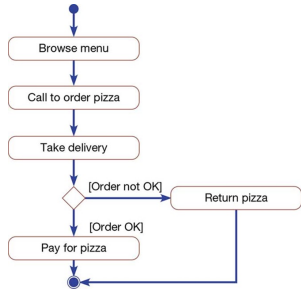 Browse menu
Call to order pizza
Take delivery
[Order not OK]
Return pizza
[Order OK]
Pay for pizza